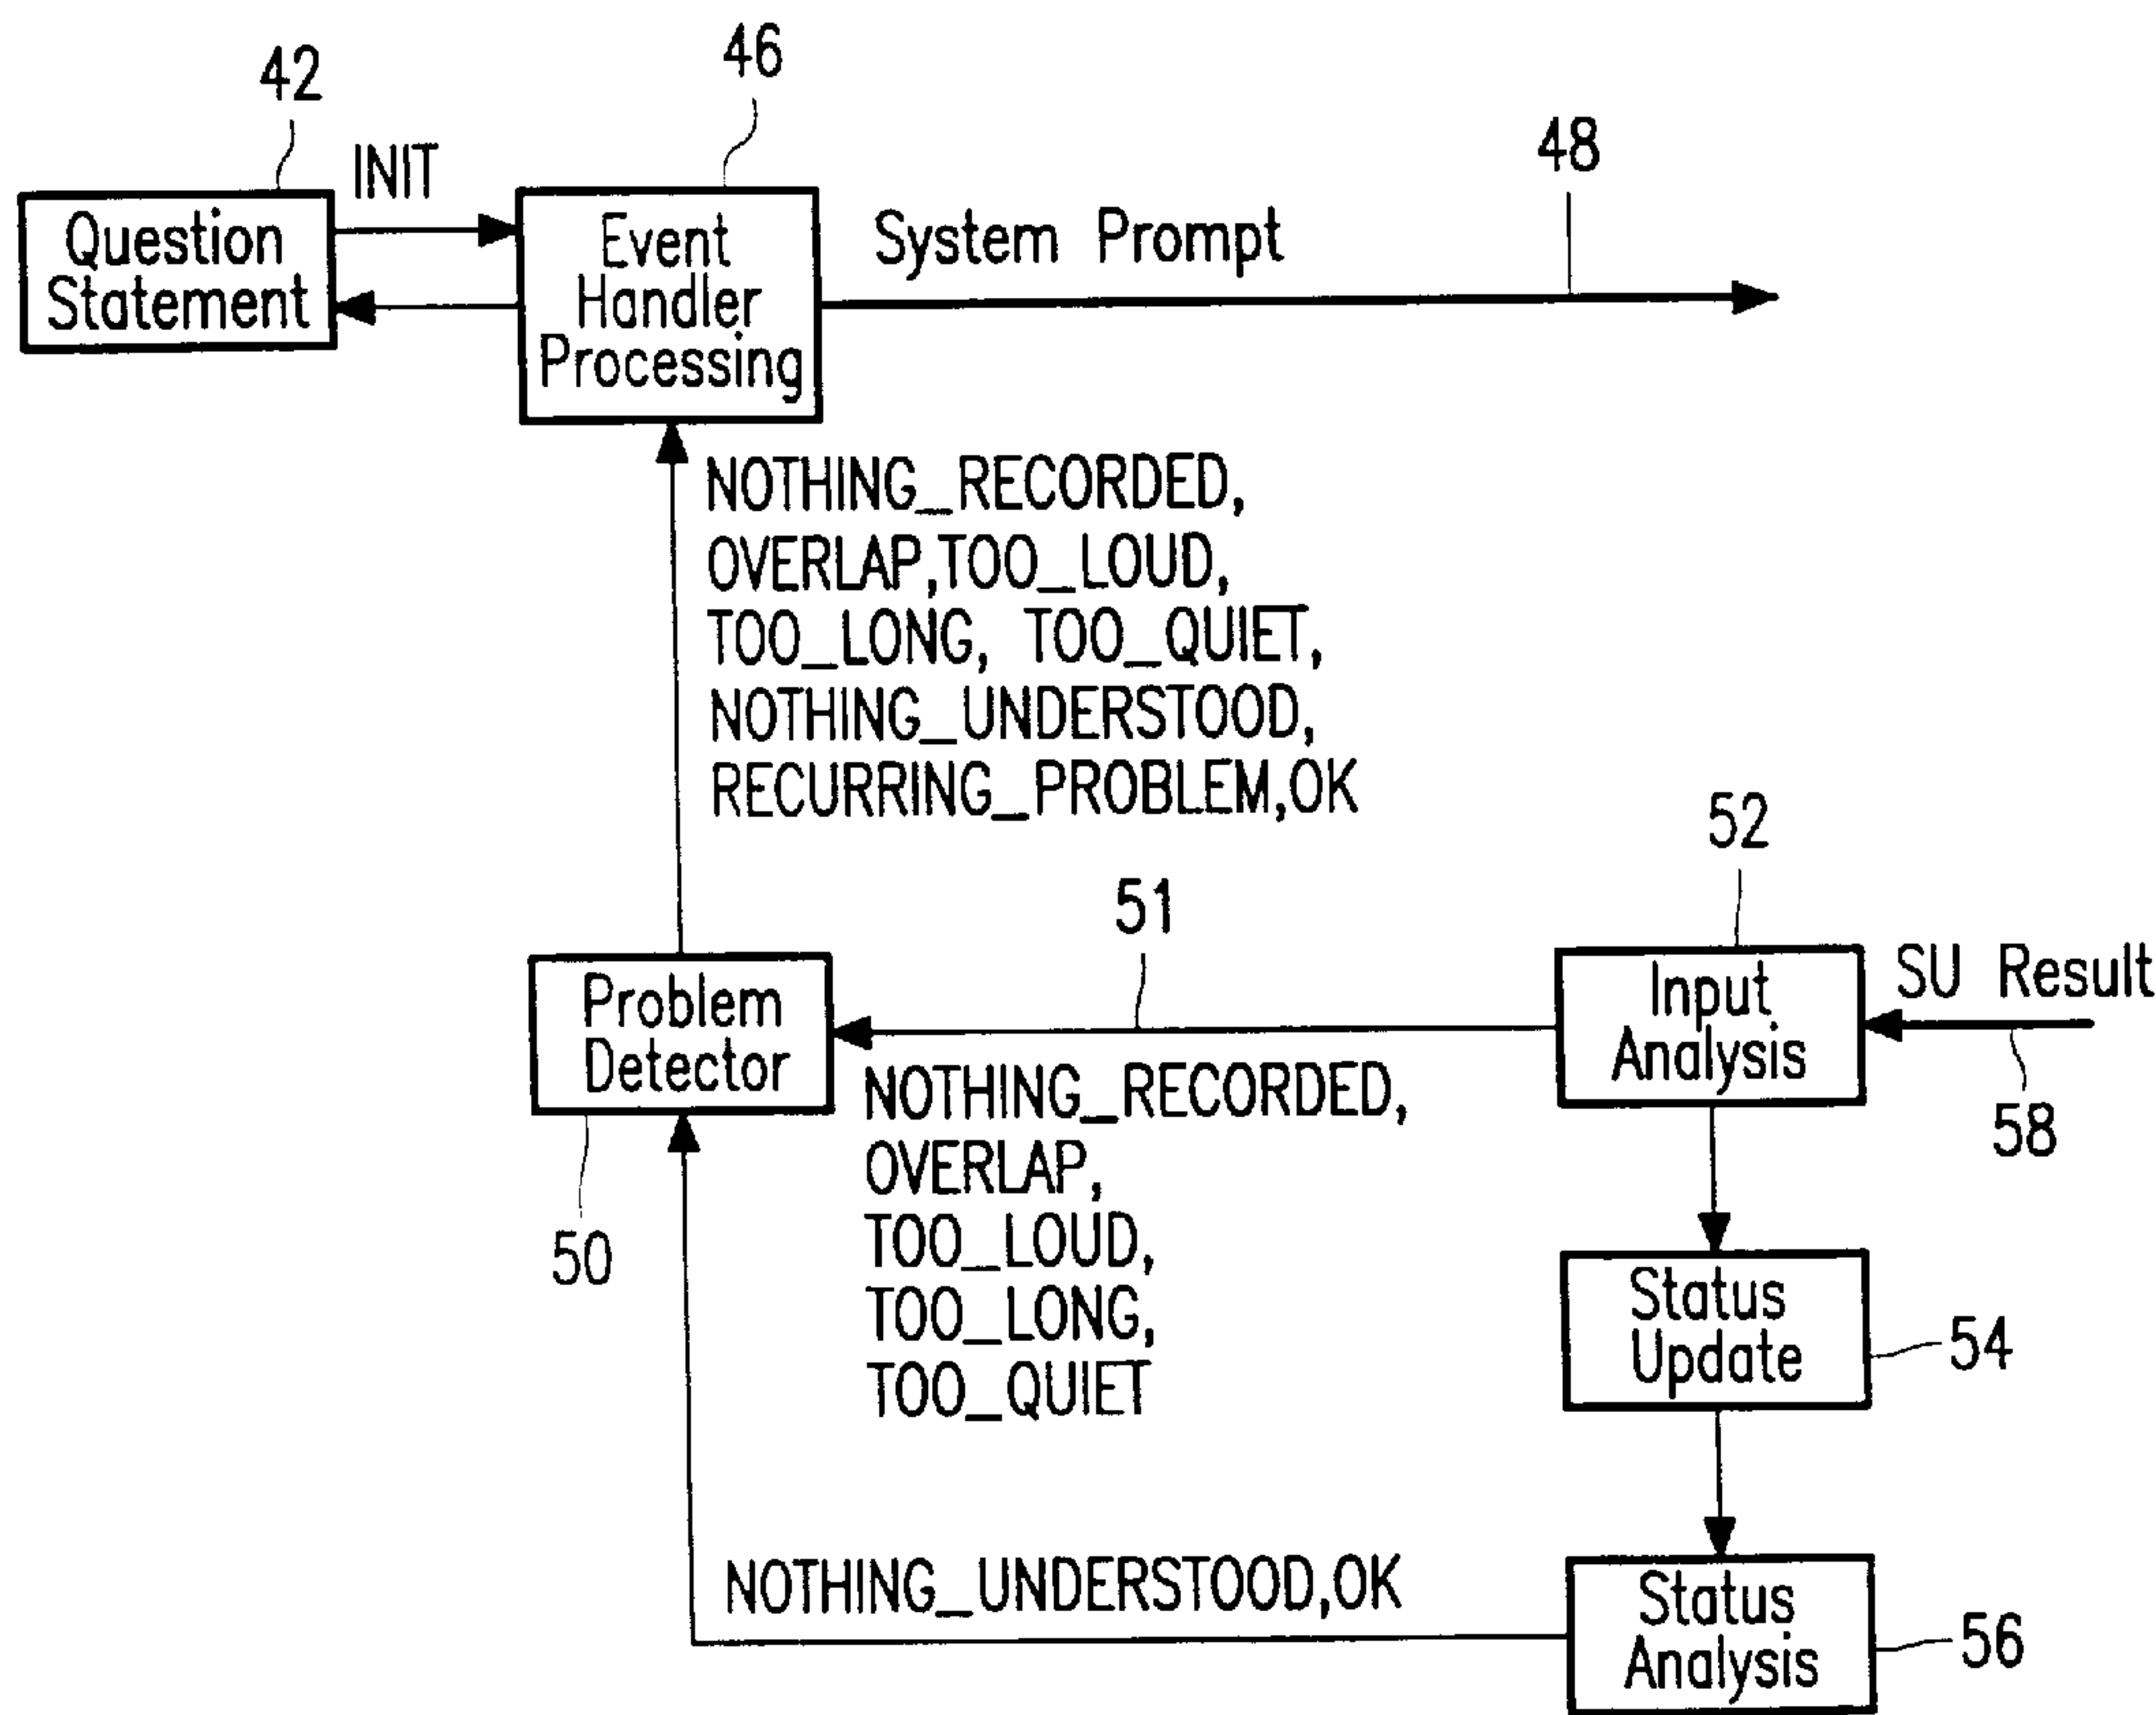 46
42
INIT
48
Question
Statement
Event
Handler
Processing
System Prompt
NOTHING_RECORDED,
OVERLAP,TOO_LOUD,
TOO_LONG, TOO_QUIET,
NOTHING_UNDERSTOOD,
RECURRING_PROBLEM,OK
52
51
Problem
Detector
Input
Analysis
SU Result
58
NOTHING_RECORDED,
OVERLAP,
TOO_LOUD,
TOO_LONG,
TOO_QUIET
50
Status
Update
54
NOTHING_UNDERSTOOD,OK
Status
Analysis
56